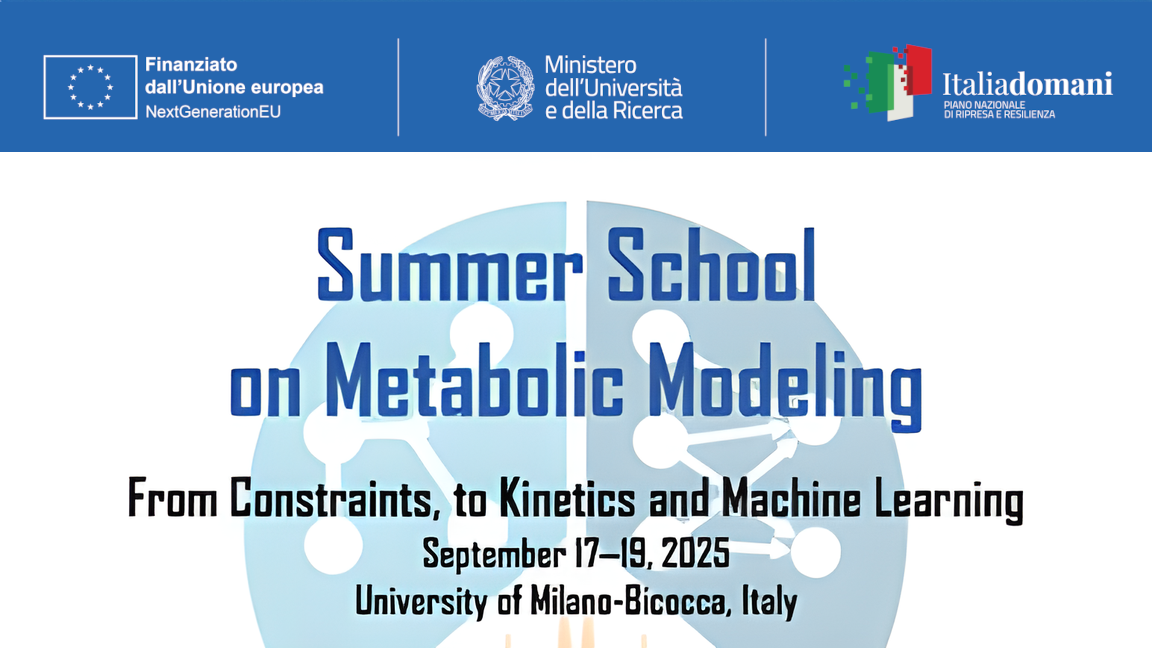 Finanziato
dall'Unione europea
NextGenerationEU
Ministero
dell'Università
e della Ricerca
Italiadomani
PIANO NAZIONALE
DI RIPRESA E RESILIENZA
Summer School
on Metabolic Modeling
From Constraints, to Kinetics and Machine Learning
September 17–19, 2025
University of Milano-Bicocca, Italy